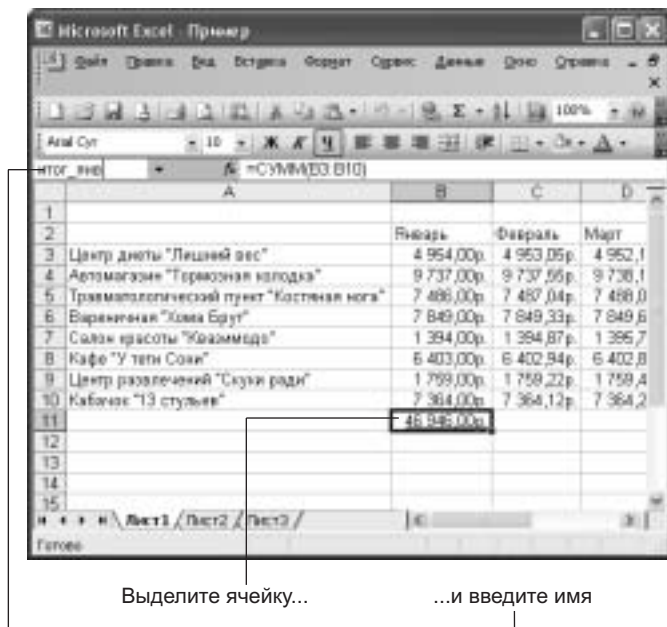 Microsoft Excel - Пример
Файл Правка Вид Вставка Формат Сервис Данные Окно Справка
100%
Arial Cyr 10 Ж К Ч
итог_янв =СУММ(B3:B10)
A B C D
1
2 Январь Февраль Март
3 Центр диеты "Лишний вес" 4 954,00р. 4 953,05р. 4 952,1
4 Автомагазин "Тормозная колодка" 9 737,00р. 9 737,55р. 9 738,1
5 Травматологический пункт "Костяная нога" 7 486,00р. 7 487,04р. 7 488,0
6 Вареничная "Хома Брут" 7 849,00р. 7 849,33р. 7 849,6
7 Салон красоты "Квазимодо" 1 394,00р. 1 394,87р. 1 395,7
8 Кафе "У тети Сони" 6 403,00р. 6 402,94р. 6 402,8
9 Центр развлечений "Скуки ради" 1 759,00р. 1 759,22р. 1 759,4
10 Кабачок "13 стульев" 7 364,00р. 7 364,12р. 7 364,2
11 46 946,00р.
12
13
14
15
Лист1 Лист2 Лист3
Готово
Выделите ячейку... ...и введите имя